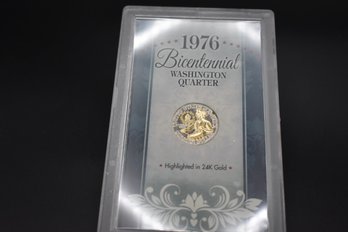 1976
Bicentennial
WASHINGTON
QUARTER
★ Highlighted in 24K Gold ★